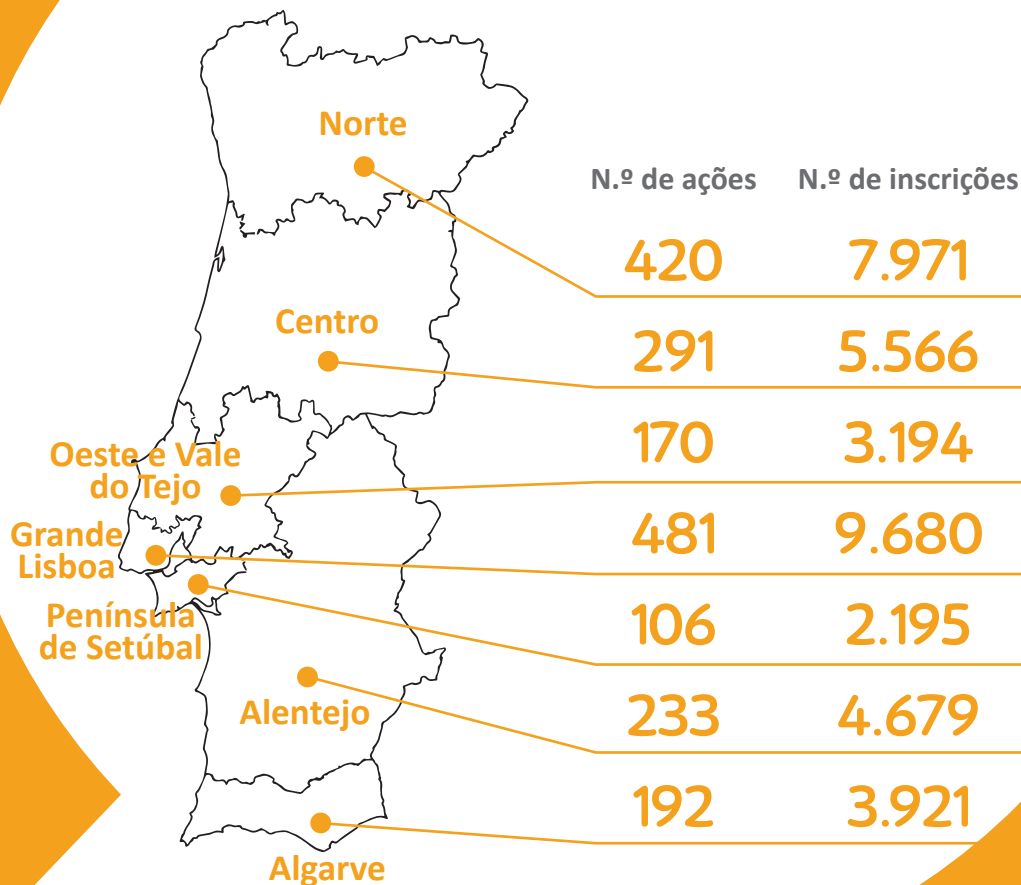 Norte
N.º de ações N.º de inscrições
420 7.971
Centro
291 5.566
170 3.194
Oeste e Vale
do Tejo
Grande
Lisboa
481 9.680
Península
de Setúbal
106 2.195
Alentejo
233 4.679
192 3.921
Algarve